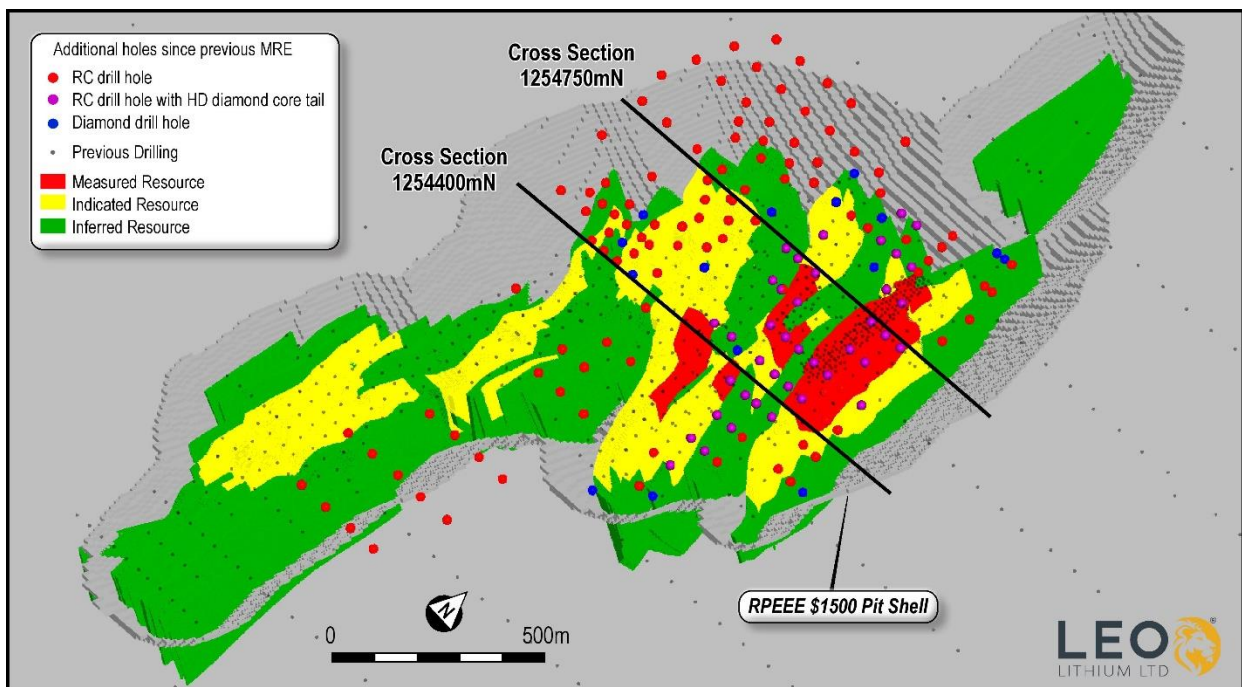 Additional holes since previous MRE
RC drill hole
RC drill hole with HD diamond core tail
Diamond drill hole
Previous Drilling
Measured Resource
Indicated Resource
Inferred Resource
Cross Section
1254750mN
Cross Section
1254400mN
RPEEE $1500 Pit Shell
N
0 500m
LEO
LITHIUM LTD
®